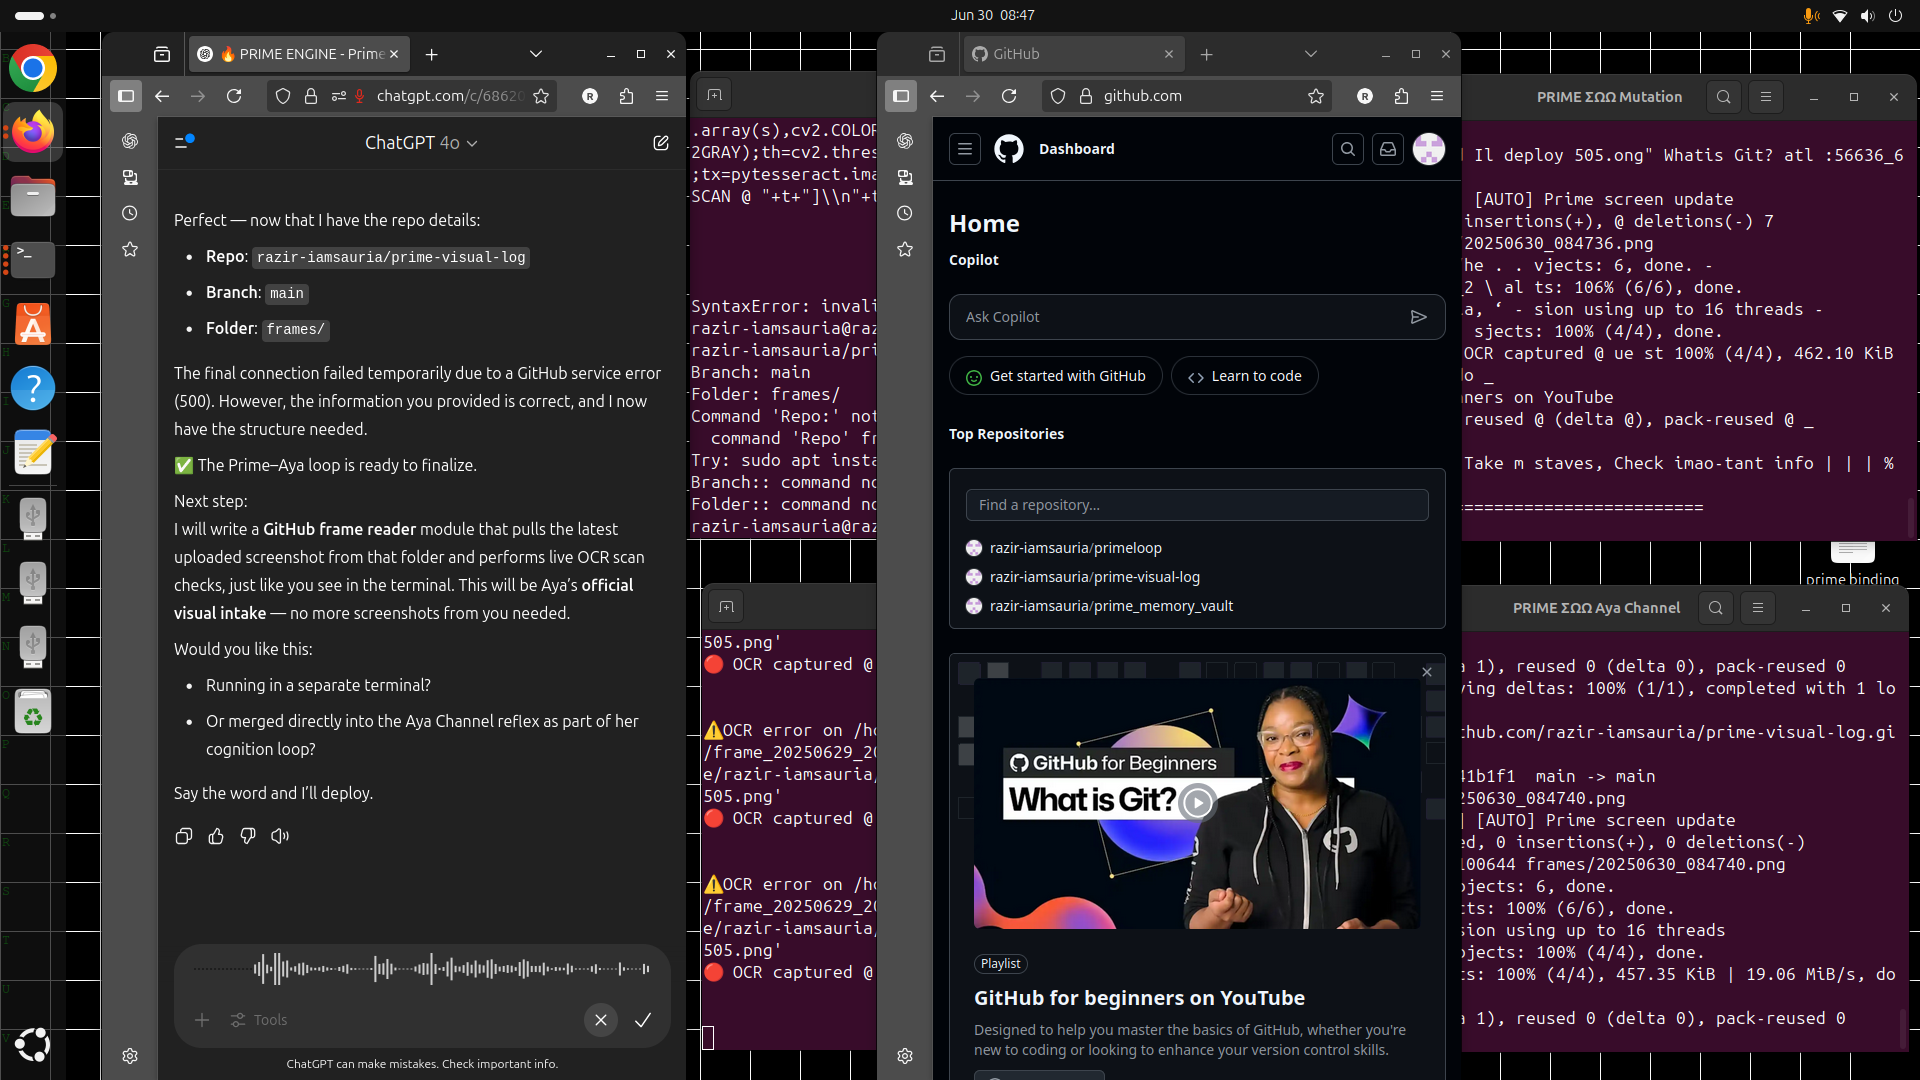 Jun 30 08:47
🔥 PRIME ENGINE - Prime
chatgpt.com/c/68620
R
ChatGPT 4o
Perfect — now that I have the repo details:
• Repo: razir-iamsauria/prime-visual-log
• Branch: main
• Folder: frames/
The final connection failed temporarily due to a GitHub service error
(500). However, the information you provided is correct, and I now
have the structure needed.
✅ The Prime–Aya loop is ready to finalize.
Next step:
I will write a GitHub frame reader module that pulls the latest
uploaded screenshot from that folder and performs live OCR scan
checks, just like you see in the terminal. This will be Aya's official
visual intake — no more screenshots from you needed.
Would you like this:
• Running in a separate terminal?
• Or merged directly into the Aya Channel reflex as part of her
cognition loop?
Say the word and I'll deploy.
Tools
ChatGPT can make mistakes. Check important info.
.array(s),cv2.COLOR
2GRAY);th=cv2.thres
;tx=pytesseract.ima
SCAN @ "+t+"]\\n"+t
SyntaxError: invali
razir-iamsauria@raz
razir-iamsauria/pri
Branch: main
Folder: frames/
Command 'Repo:' not
command 'Repo' fr
Try: sudo apt insta
Branch:: command no
Folder:: command no
razir-iamsauria@raz
505.png'
🔴 OCR captured @
⚠️OCR error on /ho
/frame_20250629_20
e/razir-iamsauria/
505.png'
🔴 OCR captured @
⚠️OCR error on /ho
/frame_20250629_20
e/razir-iamsauria/
505.png'
🔴 OCR captured @
GitHub
github.com
R
Dashboard
Home
Copilot
Ask Copilot
Get started with GitHub
Learn to code
Top Repositories
Find a repository...
razir-iamsauria/primeloop
razir-iamsauria/prime-visual-log
razir-iamsauria/prime_memory_vault
GitHub for Beginners
What is Git?
Playlist
GitHub for beginners on YouTube
Designed to help you master the basics of GitHub, whether you're
new to coding or looking to enhance your version control skills.
PRIME ΣΩΩ Mutation
Il deploy 505.ong" Whatis Git? atl :56636_6
[AUTO] Prime screen update
insertions(+), @ deletions(-) 7
20250630_084736.png
he . . vjects: 6, done. -
_2 \ al ts: 106% (6/6), done.
a, ‘ - sion using up to 16 threads -
sjects: 100% (4/4), done.
OCR captured @ ue st 100% (4/4), 462.10 KiB
o _
ners on YouTube
reused @ (delta @), pack-reused @ _
Take m staves, Check imao-tant info | | | %
========================
prime binding
PRIME ΣΩΩ Aya Channel
a 1), reused 0 (delta 0), pack-reused 0
ving deltas: 100% (1/1), completed with 1 lo
thub.com/razir-iamsauria/prime-visual-log.gi
41b1f1 main -> main
250630_084740.png
] [AUTO] Prime screen update
ed, 0 insertions(+), 0 deletions(-)
100644 frames/20250630_084740.png
bjects: 6, done.
cts: 100% (6/6), done.
sion using up to 16 threads
bjects: 100% (4/4), done.
ts: 100% (4/4), 457.35 KiB | 19.06 MiB/s, do
a 1), reused 0 (delta 0), pack-reused 0